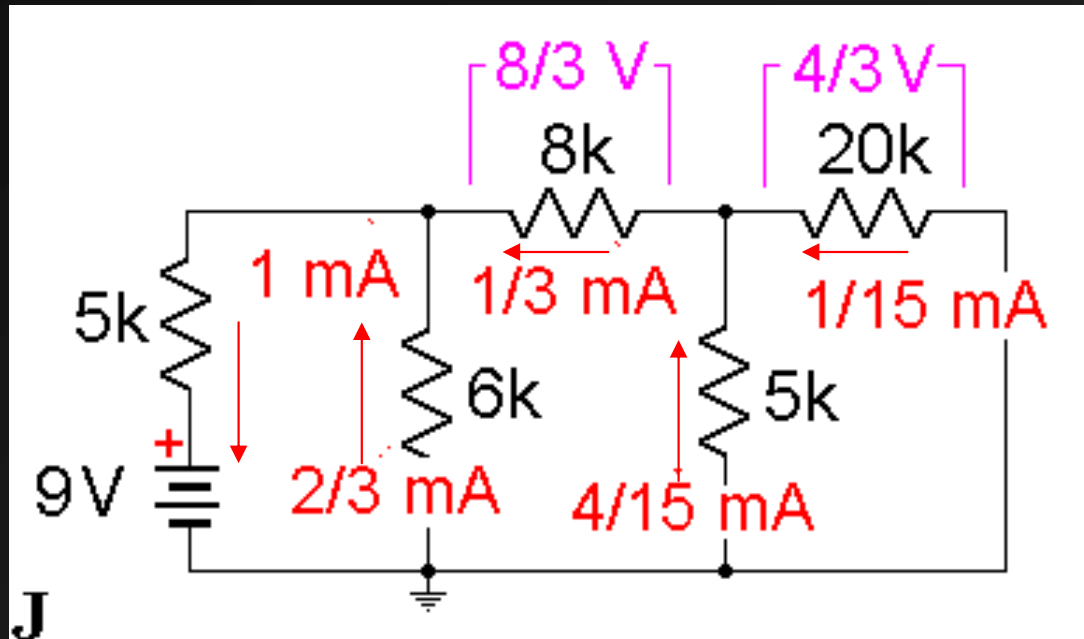 8/3 V 4/3 V
8k 20k
1 mA 1/3 mA 1/15 mA
5k
6k 5k
+
9V 2/3 mA 4/15 mA
J